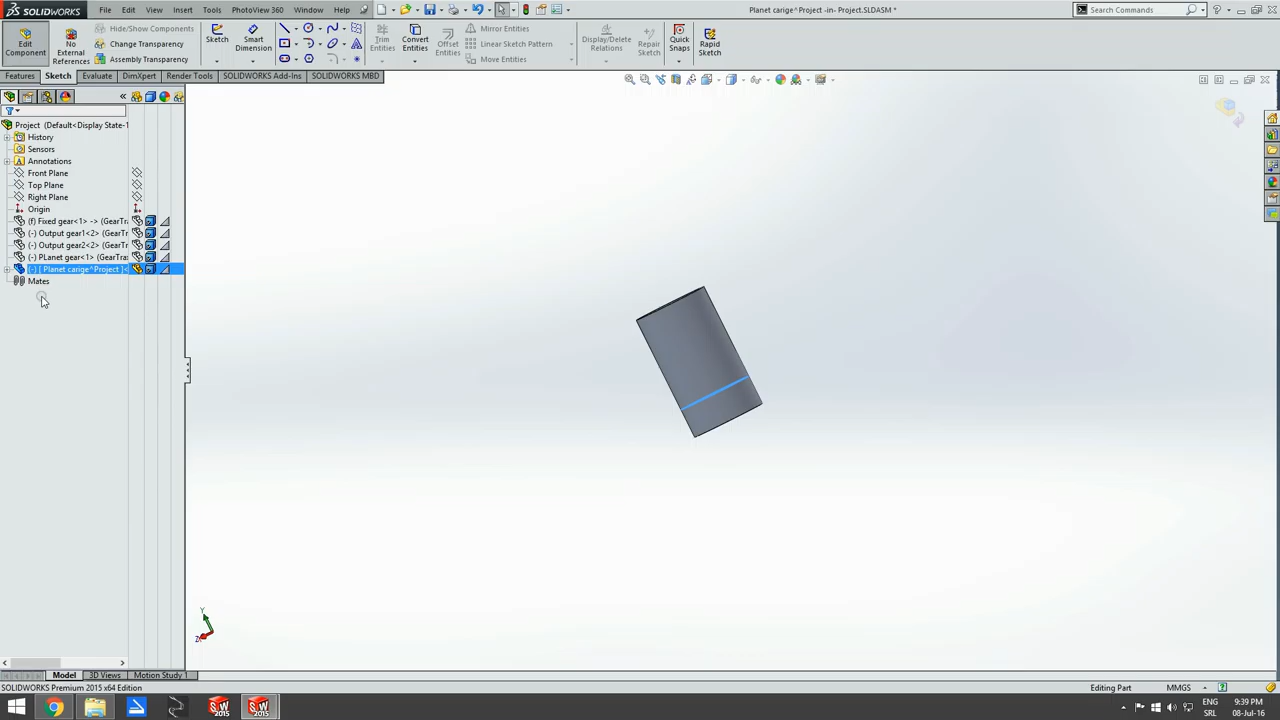 SOLIDWORKS File Edit View Insert Tools PhotoView 360 Window Help Planet carige^Project -in- Project.SLDASM * Search Commands
Edit Component
No External References
Hide/Show Components
Change Transparency
Assembly Transparency
Sketch
Smart Dimension
Trim Entities
Convert Entities
Offset Entities
Mirror Entities
Linear Sketch Pattern
Move Entities
Display/Delete Relations
Repair Sketch
Quick Snaps
Rapid Sketch
Features Sketch Evaluate DimXpert Render Tools SOLIDWORKS Add-Ins SOLIDWORKS MBD
Project (Default<Display State-1
History
Sensors
Annotations
Front Plane
Top Plane
Right Plane
Origin
(f) Fixed gear<1> -> (GearTra
(-) Output gear1<2> (GearTr
(-) Output gear2<2> (GearTr
(-) PLanet gear<1> (GearTra
(-) [ Planet carige^Project ]<
Mates
Y
Z
Model 3D Views Motion Study 1
SOLIDWORKS Premium 2015 x64 Edition Editing Part MMGS
ENG 9:39 PM
SRL 08-Jul-16